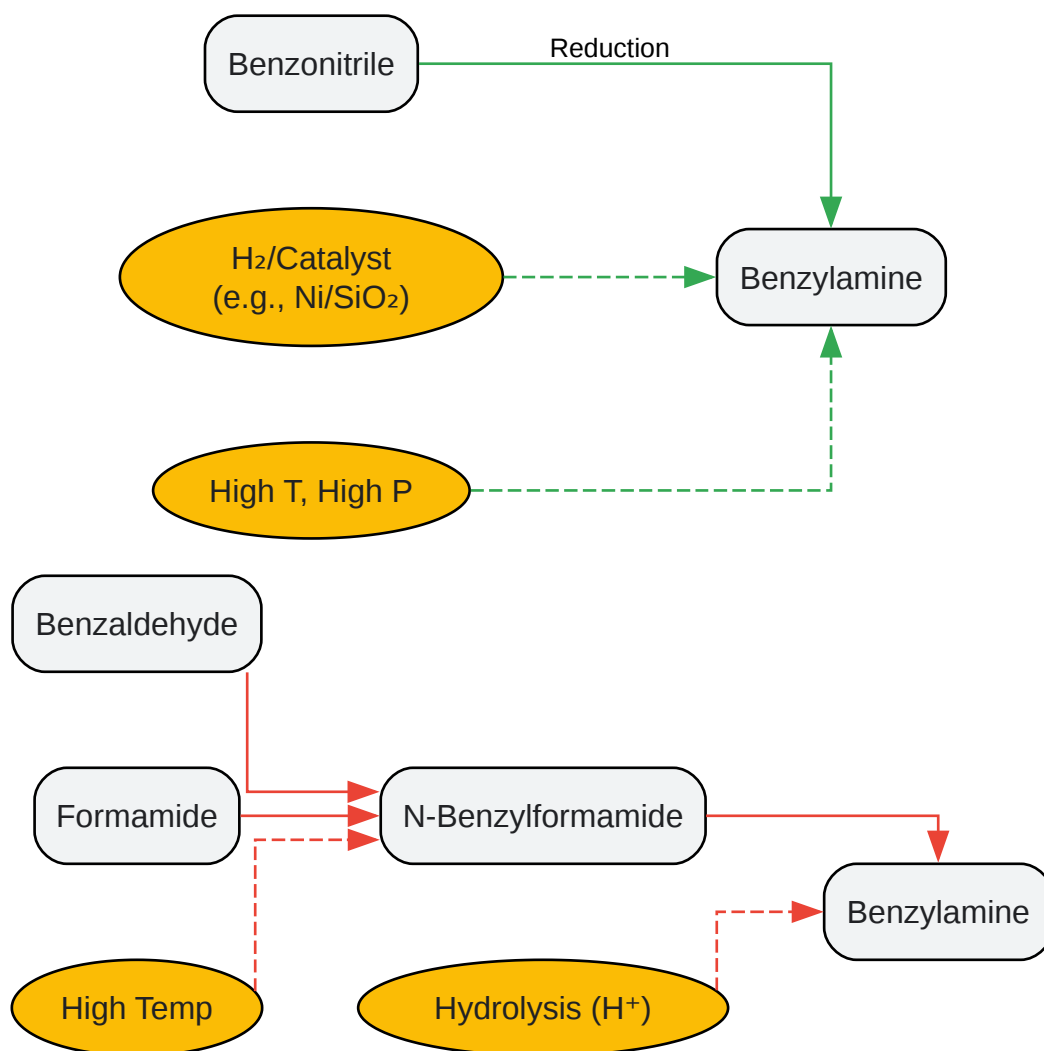 Benzonitrile
Reduction
H₂/Catalyst
(e.g., Ni/SiO₂)
Benzylamine
High T, High P
Benzaldehyde
Formamide
N-Benzylformamide
Benzylamine
High Temp
Hydrolysis (H⁺)